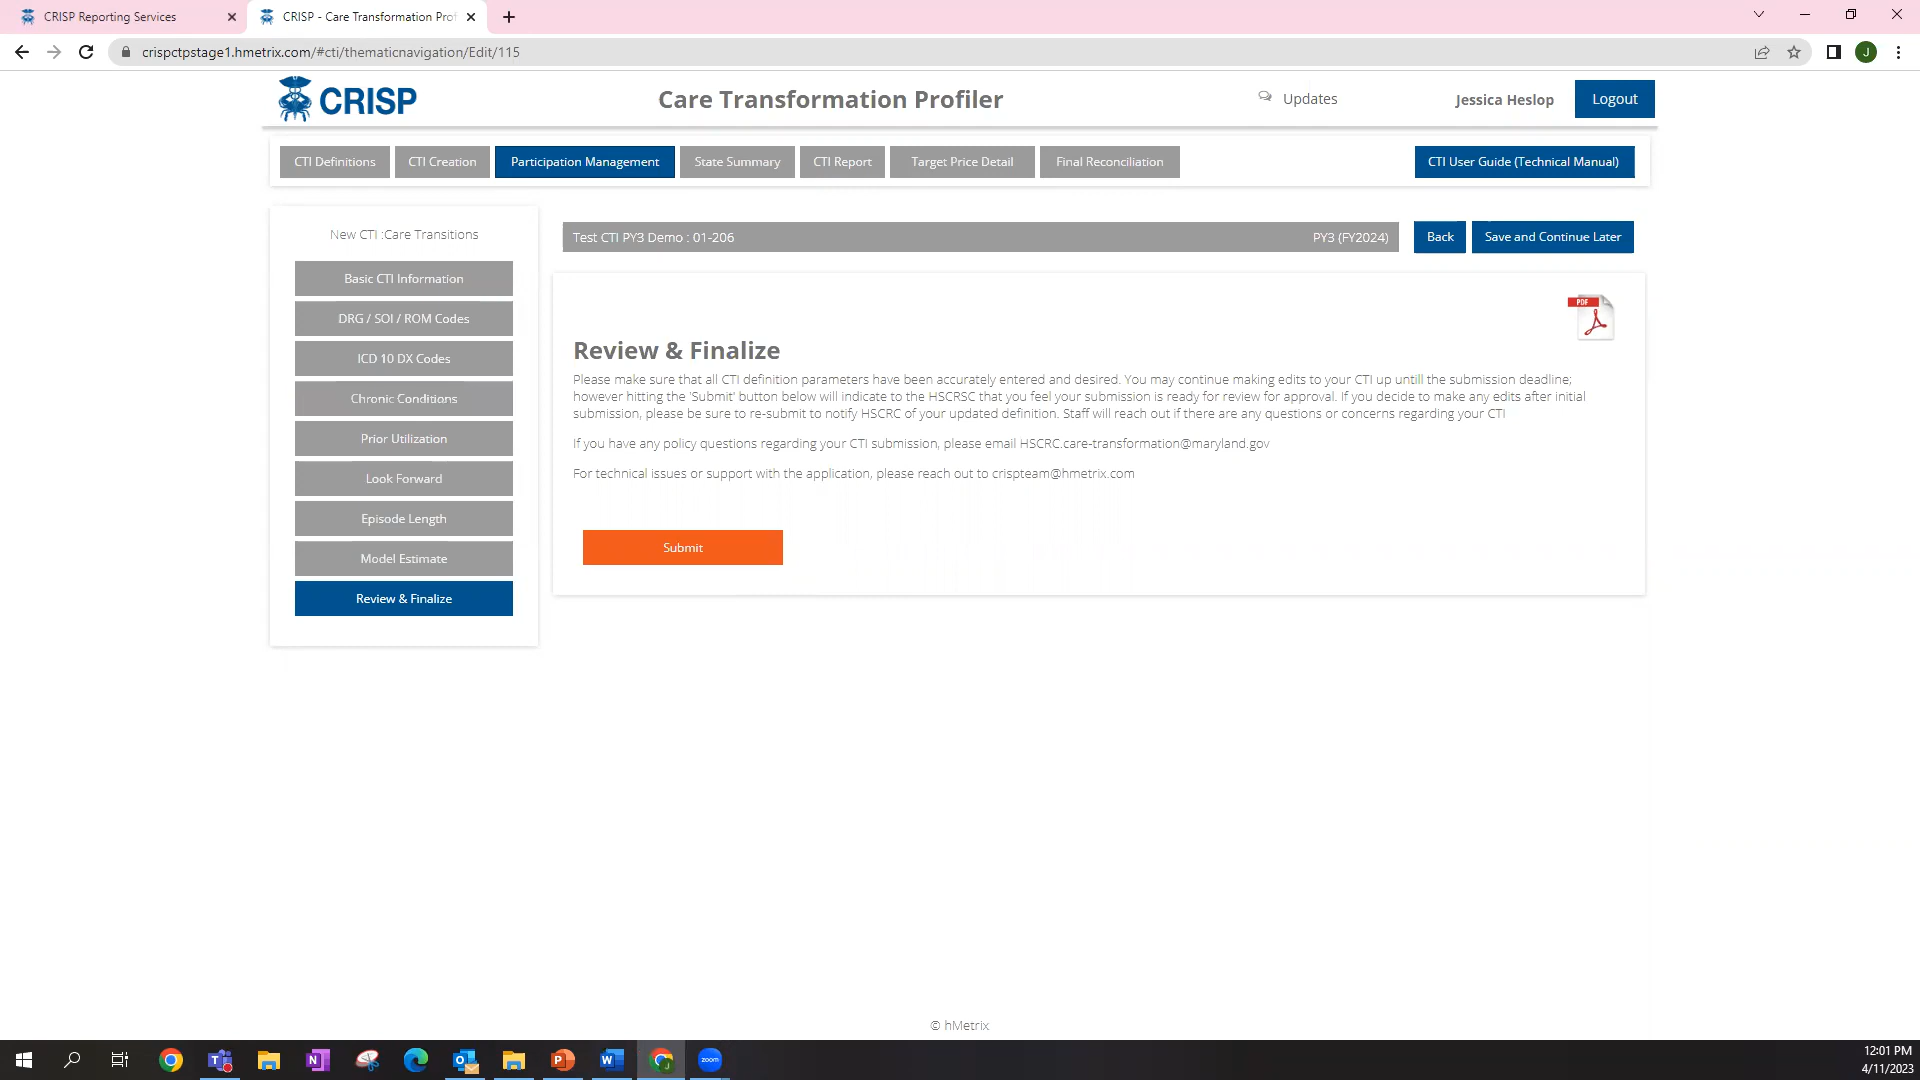 CRISP Reporting Services
CRISP - Care Transformation Prof
crispctpstage1.hmetrix.com/#cti/thematicnavigation/Edit/115
J
CRISP
Care Transformation Profiler
Updates
Jessica Heslop
Logout
CTI Definitions
CTI Creation
Participation Management
State Summary
CTI Report
Target Price Detail
Final Reconciliation
CTI User Guide (Technical Manual)
New CTI :Care Transitions
Basic CTI Information
DRG / SOI / ROM Codes
ICD 10 DX Codes
Chronic Conditions
Prior Utilization
Look Forward
Episode Length
Model Estimate
Review & Finalize
Test CTI PY3 Demo : 01-206
PY3 (FY2024)
Back
Save and Continue Later
PDF
Review & Finalize
Please make sure that all CTI definition parameters have been accurately entered and desired. You may continue making edits to your CTI up untill the submission deadline;
however hitting the 'Submit' button below will indicate to the HSCRSC that you feel your submission is ready for review for approval. If you decide to make any edits after initial
submission, please be sure to re-submit to notify HSCRC of your updated definition. Staff will reach out if there are any questions or concerns regarding your CTI
If you have any policy questions regarding your CTI submission, please email HSCRC.care-transformation@maryland.gov
For technical issues or support with the application, please reach out to crispteam@hmetrix.com
Submit
© hMetrix
zoom
12:01 PM
4/11/2023